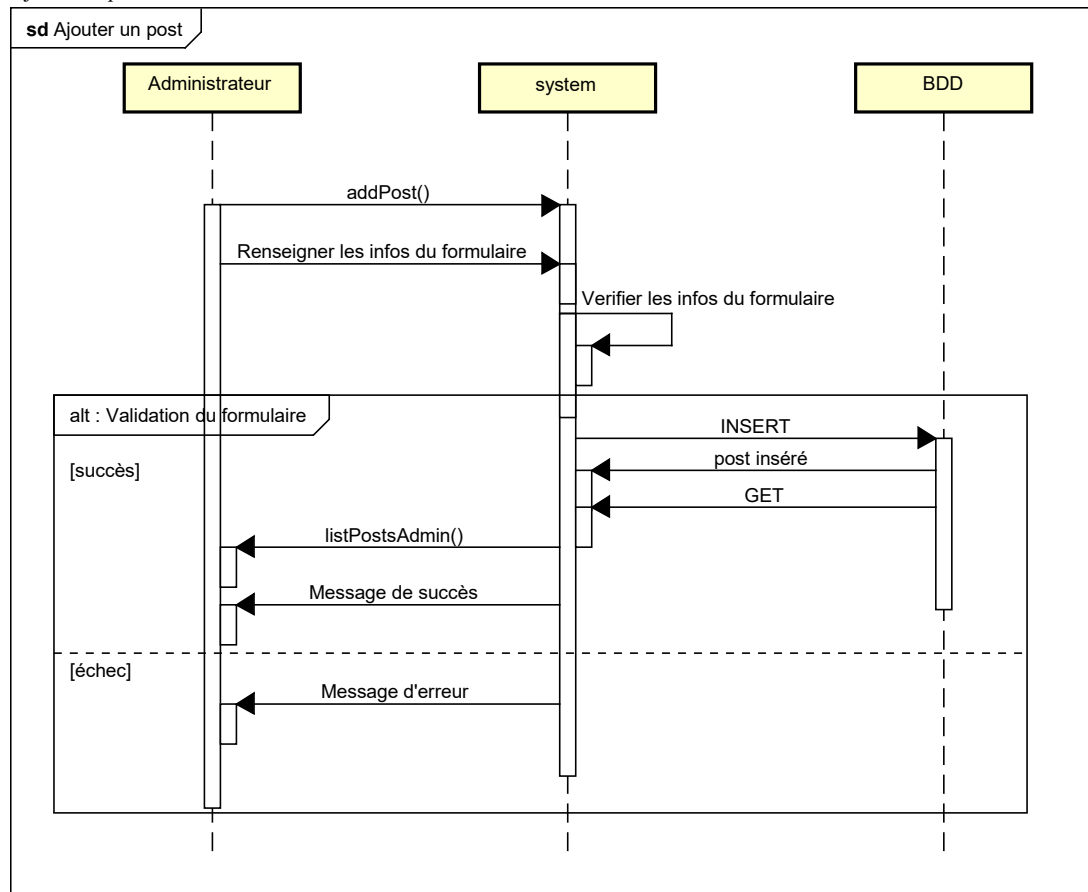 sd Ajouter un post
Administrateur
system
BDD
addPost()
Renseigner les infos du formulaire
Verifier les infos du formulaire
alt : Validation du formulaire
INSERT
[succès]
post inséré
GET
listPostsAdmin()
Message de succès
[échec]
Message d'erreur